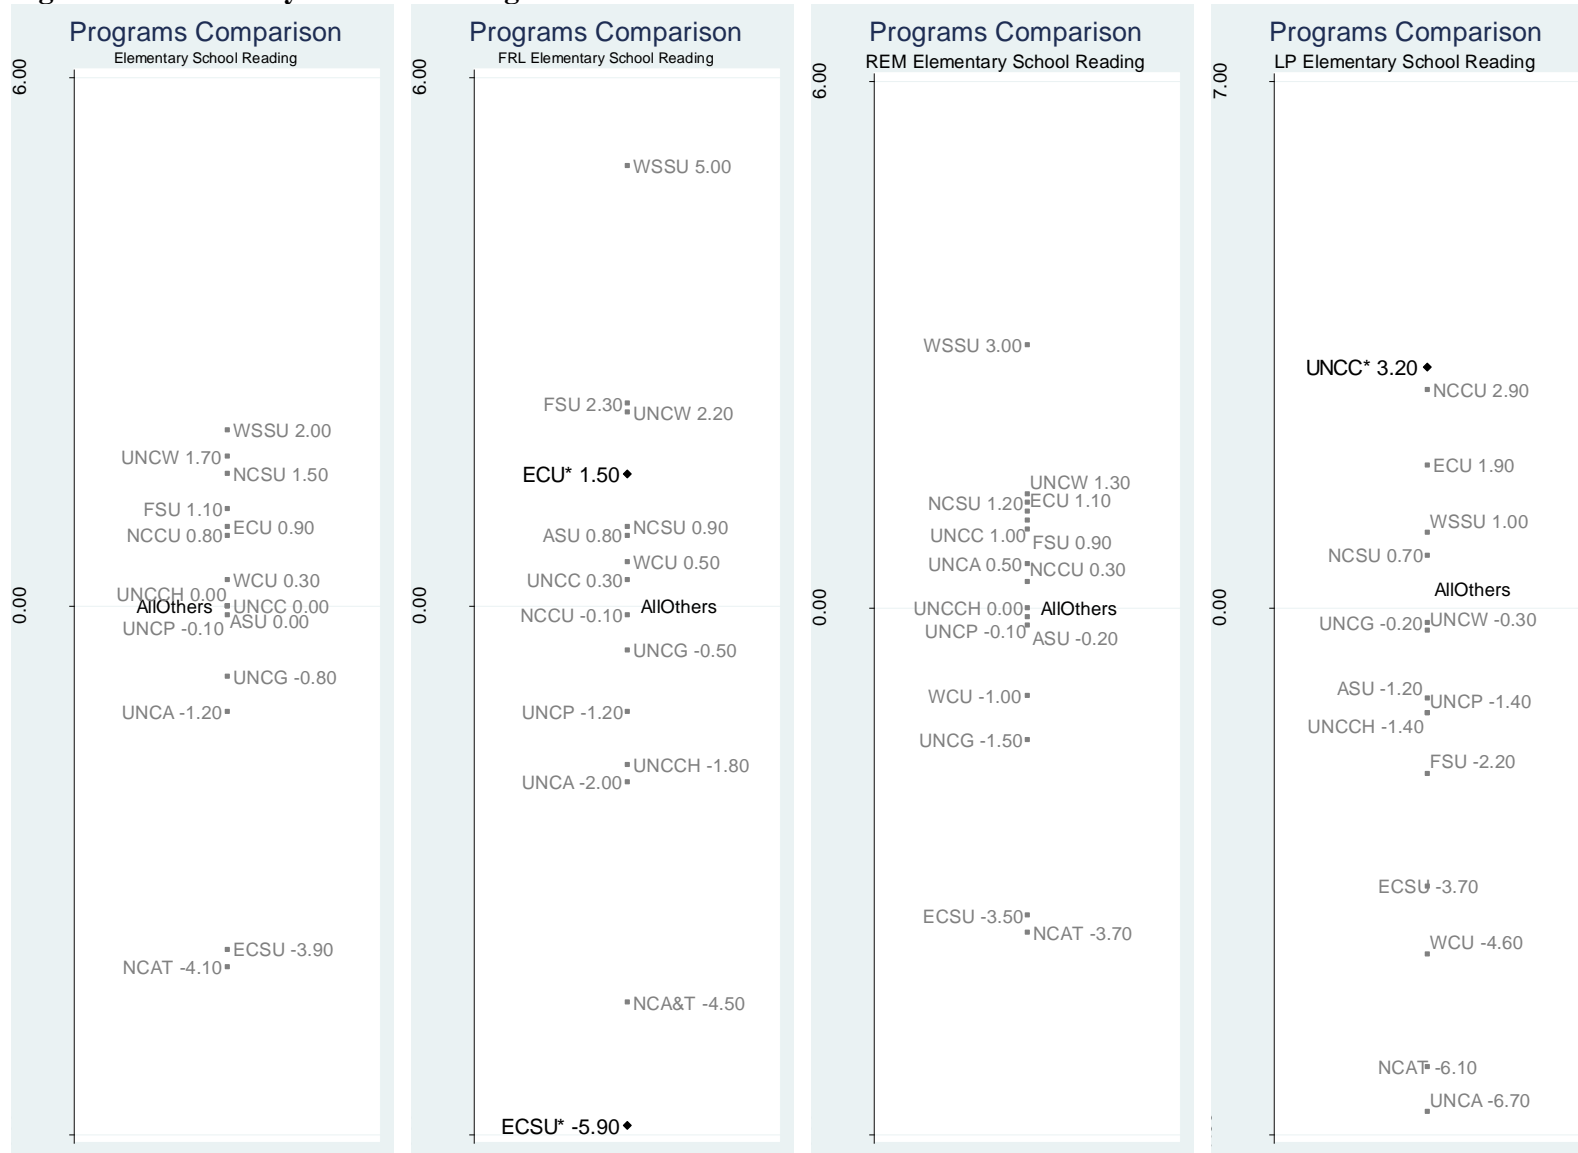 Programs Comparison
Elementary School Reading
6.00
WSSU 2.00
UNCW 1.70
NCSU 1.50
FSU 1.10
ECU 0.90
NCCU 0.80
WCU 0.30
UNCCH 0.00
0.00
AllOthers
UNCC 0.00
ASU 0.00
UNCP -0.10
UNCG -0.80
UNCA -1.20
ECSU -3.90
NCAT -4.10
Programs Comparison
FRL Elementary School Reading
6.00
WSSU 5.00
FSU 2.30
UNCW 2.20
ECU* 1.50
NCSU 0.90
ASU 0.80
WCU 0.50
UNCC 0.30
0.00
AllOthers
NCCU -0.10
UNCG -0.50
UNCP -1.20
UNCCH -1.80
UNCA -2.00
NCA&T -4.50
ECSU* -5.90
Programs Comparison
REM Elementary School Reading
6.00
WSSU 3.00
UNCW 1.30
NCSU 1.20
ECU 1.10
UNCC 1.00
FSU 0.90
UNCA 0.50
NCCU 0.30
0.00
UNCCH 0.00
AllOthers
UNCP -0.10
ASU -0.20
WCU -1.00
UNCG -1.50
ECSU -3.50
NCAT -3.70
Programs Comparison
LP Elementary School Reading
7.00
UNCC* 3.20
NCCU 2.90
ECU 1.90
WSSU 1.00
NCSU 0.70
AllOthers
0.00
UNCG -0.20
UNCW -0.30
ASU -1.20
UNCP -1.40
UNCCH -1.40
FSU -2.20
ECSU -3.70
WCU -4.60
NCAT -6.10
UNCA -6.70